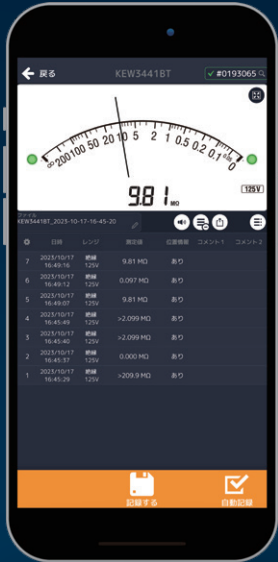 戻る KEW3441BT #0193065
∞ 200 100 50 20 10 5 2 1 0.5 0.2 0.1 0
9.81 MΩ
125V
ファイル
KEW3441BT_2023-10-17-16-45-20
日時 レンジ 測定値 位置情報 コメント1 コメント2
7 2023/10/17 16:49:16 絶縁 125V 9.81 MΩ あり
6 2023/10/17 16:49:12 絶縁 125V 0.097 MΩ あり
5 2023/10/17 16:49:07 絶縁 125V 9.81 MΩ あり
4 2023/10/17 16:45:49 絶縁 125V >2.099 MΩ あり
3 2023/10/17 16:45:40 絶縁 125V >2.099 MΩ あり
2 2023/10/17 16:45:37 絶縁 125V 0.000 MΩ あり
1 2023/10/17 16:45:29 絶縁 125V >209.9 MΩ あり
記録する 自動記録